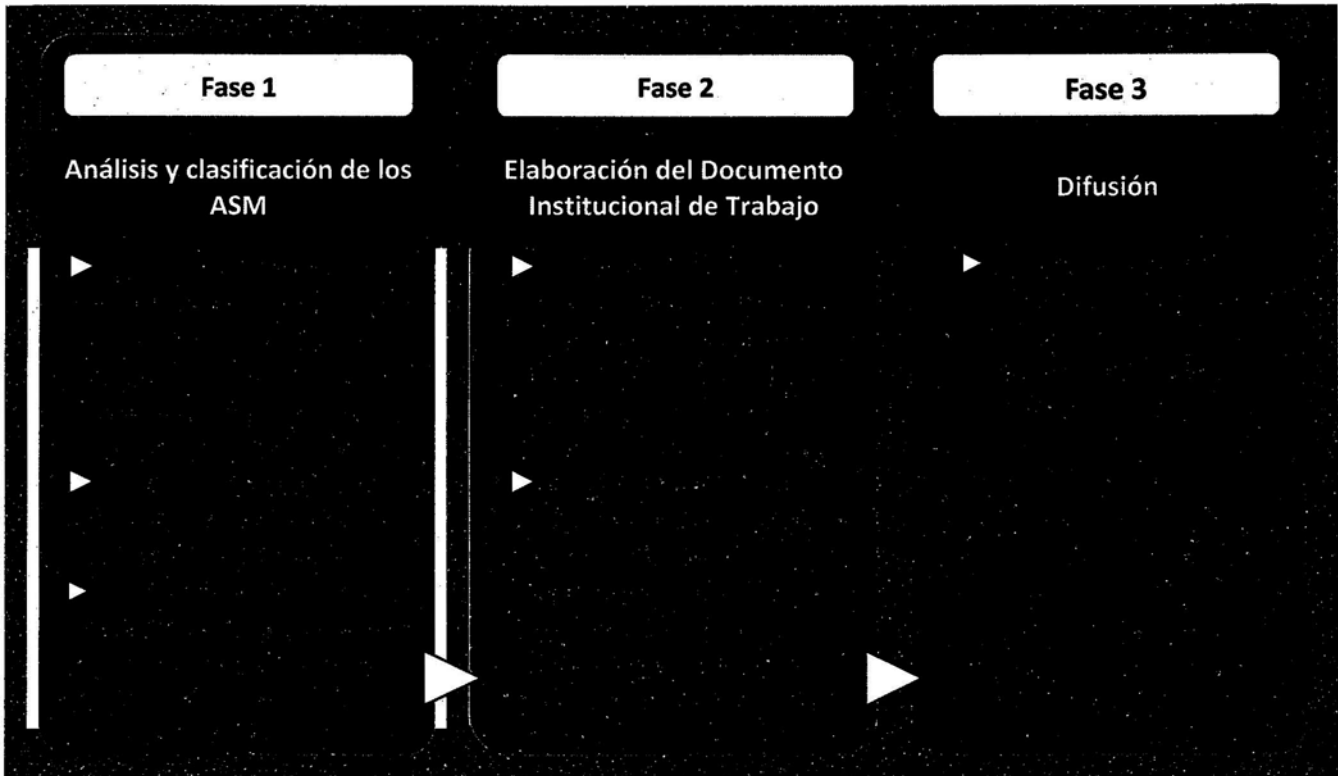 Fase 1
Análisis y clasificación de los
ASM
Fase 2
Elaboración del Documento
Institucional de Trabajo
Fase 3
Difusión